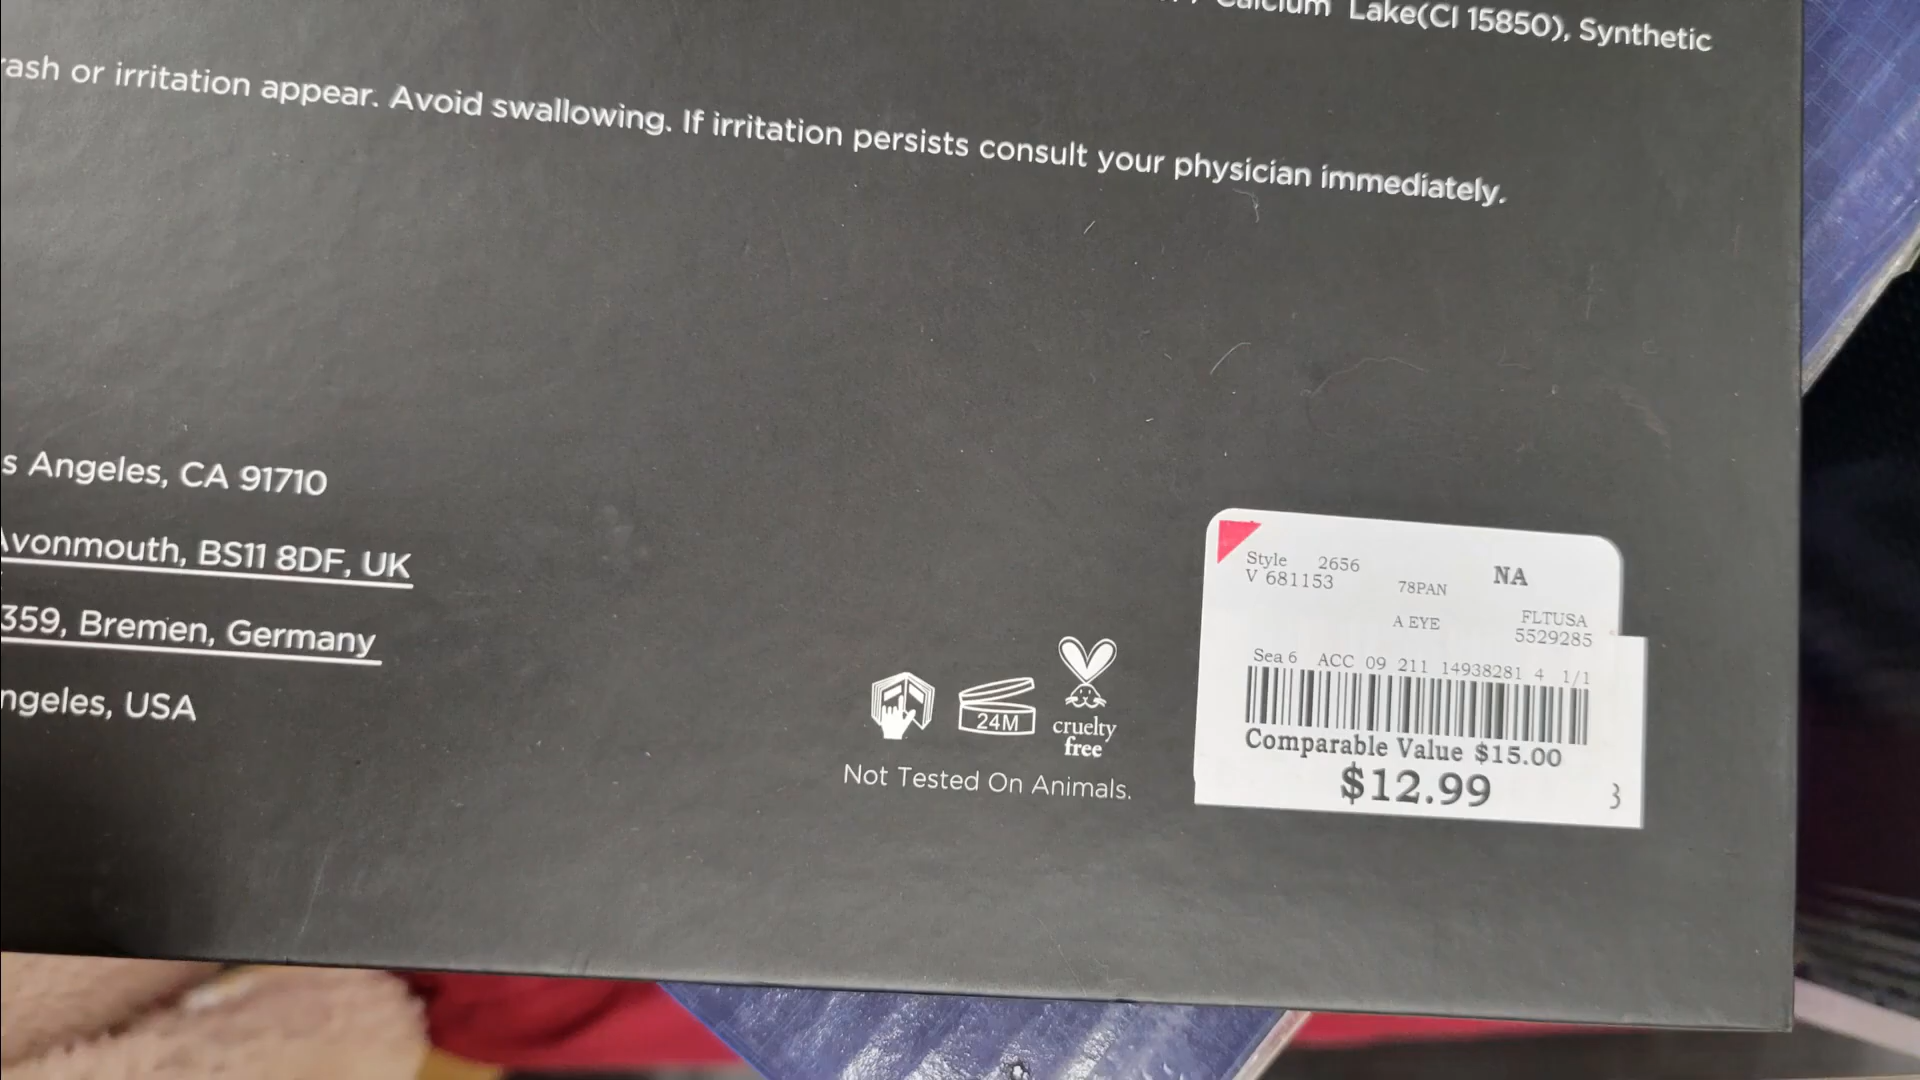 Calcium Lake(CI 15850), Synthetic
rash or irritation appear. Avoid swallowing. If irritation persists consult your physician immediately.
s Angeles, CA 91710
Avonmouth, BS11 8DF, UK
359, Bremen, Germany
ngeles, USA
24M
cruelty
free
Not Tested On Animals.
Style 2656 NA
V 681153 78PAN
A EYE FLTUSA
5529285
Sea 6 ACC 09 211 14938281 4 1/1
Comparable Value $15.00
$12.99
3